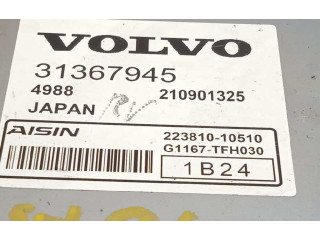 VOLVO
31367945
4988 210901325
JAPAN
AISIN 223810-10510
G1167-TFH030
1B24